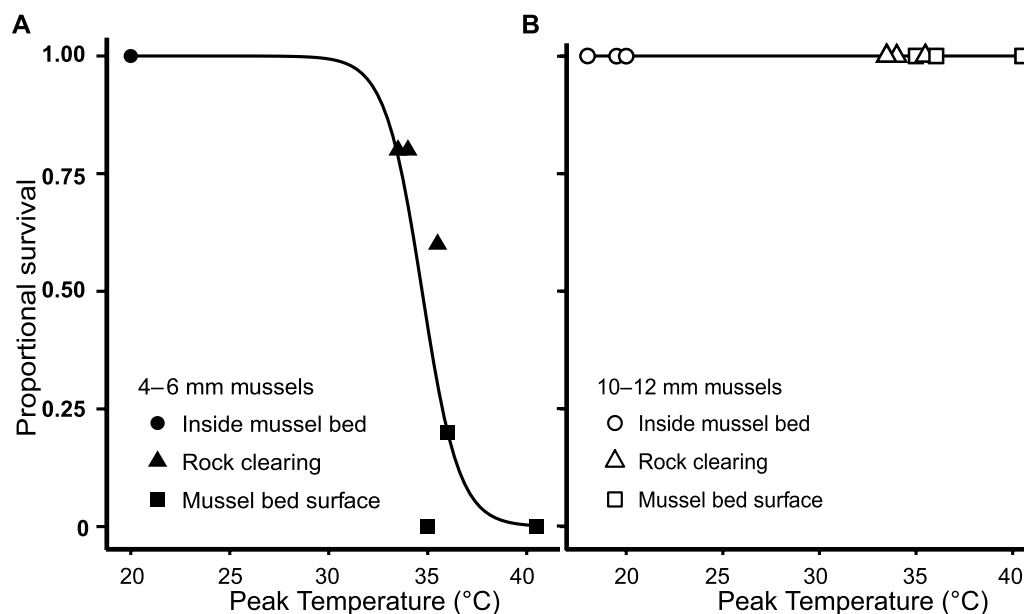 A
B
Proportional survival
1.00
0.75
0.50
0.25
0
4–6 mm mussels
Inside mussel bed
Rock clearing
Mussel bed surface
20
25
30
35
40
Peak Temperature (°C)
10–12 mm mussels
Inside mussel bed
Rock clearing
Mussel bed surface
20
25
30
35
40
Peak Temperature (°C)